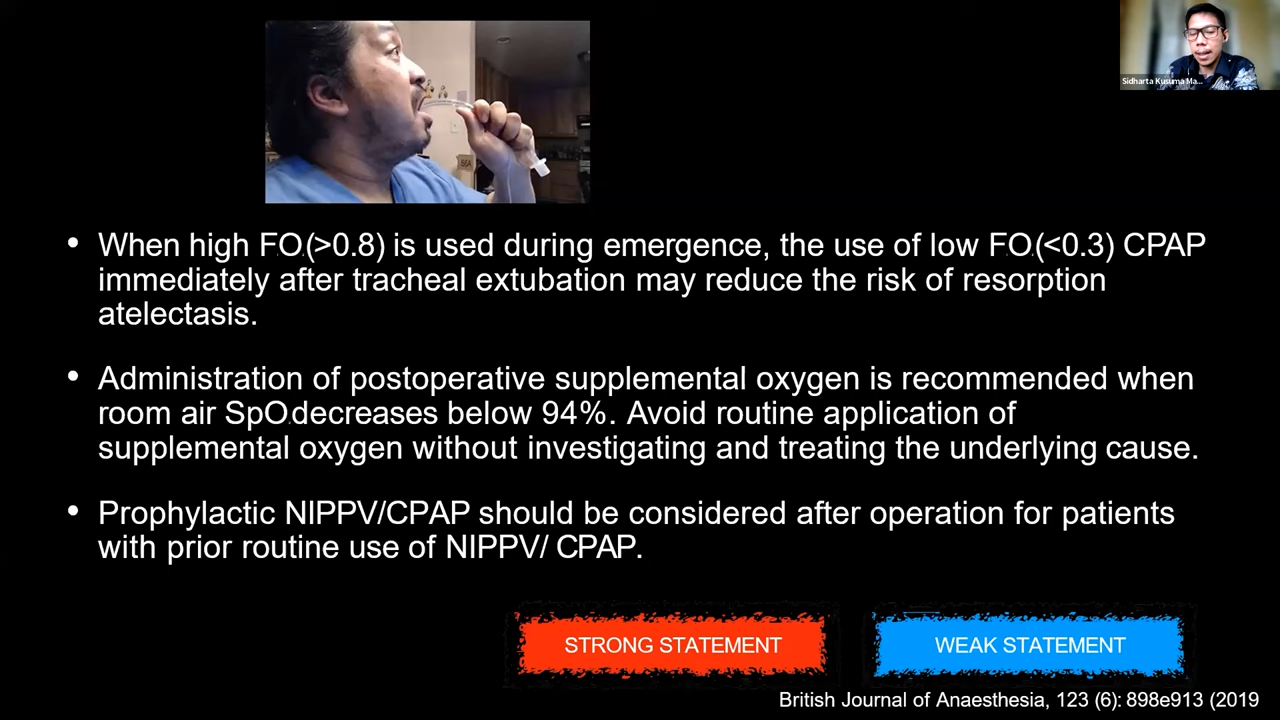 Sidharta Kusuma Ma...
• When high FO (>0.8) is used during emergence, the use of low FO (<0.3) CPAP
immediately after tracheal extubation may reduce the risk of resorption
atelectasis.
• Administration of postoperative supplemental oxygen is recommended when
room air SpO decreases below 94%. Avoid routine application of
supplemental oxygen without investigating and treating the underlying cause.
• Prophylactic NIPPV/CPAP should be considered after operation for patients
with prior routine use of NIPPV/ CPAP.
STRONG STATEMENT
WEAK STATEMENT
British Journal of Anaesthesia, 123 (6): 898e913 (2019